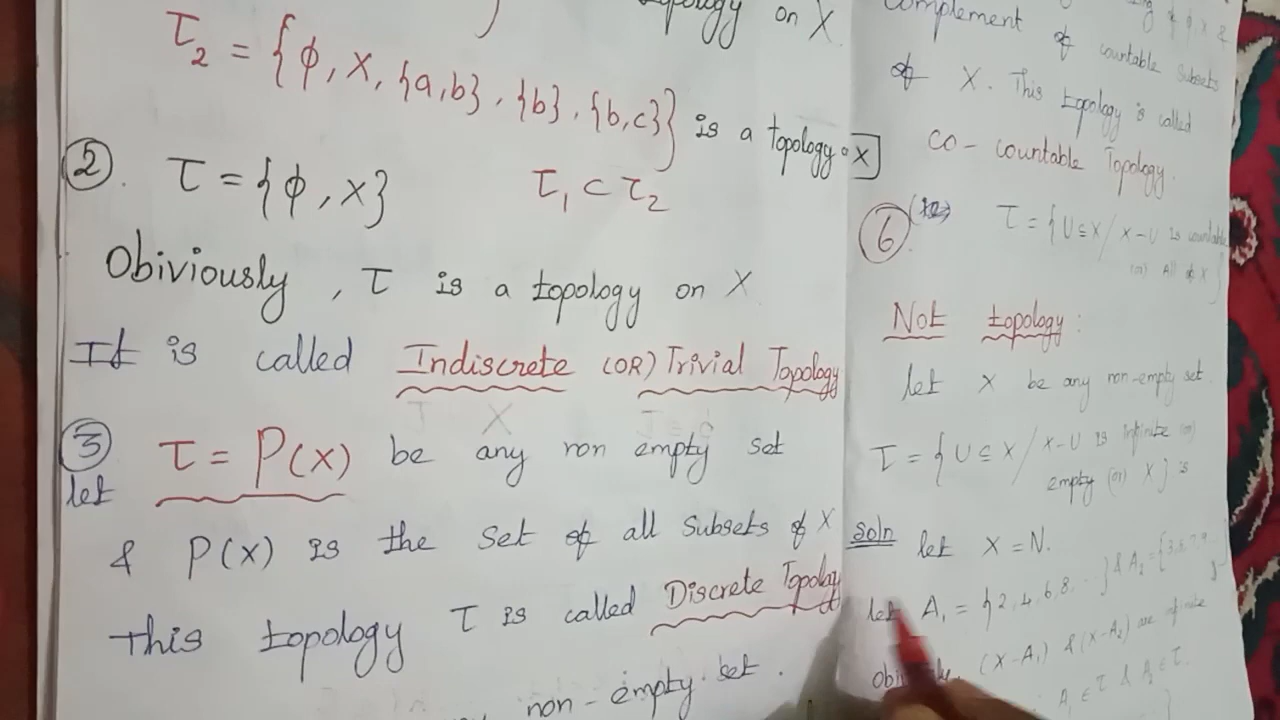 topology on X
τ₂ = {φ, X, {a,b}, {b}, {b,c}} is a topology X
② τ = {φ, X} τ₁ ⊂ τ₂
Obiviously, τ is a topology on X
It is called Indiscrete (OR) Trivial Topology
③ τ = P(X) be any non empty set
let
& P(X) is the set of all subsets of X
This topology τ is called Discrete Topology
non-empty set.
Complement of countable subsets
of X. This topology is called
Co-countable Topology.
⑥ τ = {U ⊆ X / X-U is countable
(or) All of X}
Not topology:
let X be any non-empty set
τ = {U ⊆ X / X-U is infinite (or)
empty (or) X} is
Soln let X = N.
let A₁ = {2, 4, 6, 8, ...} & A₂ =
(X-A₁) & (X-A₂) are infinite
A₁ ∈ τ & A₂ ∈ τ.